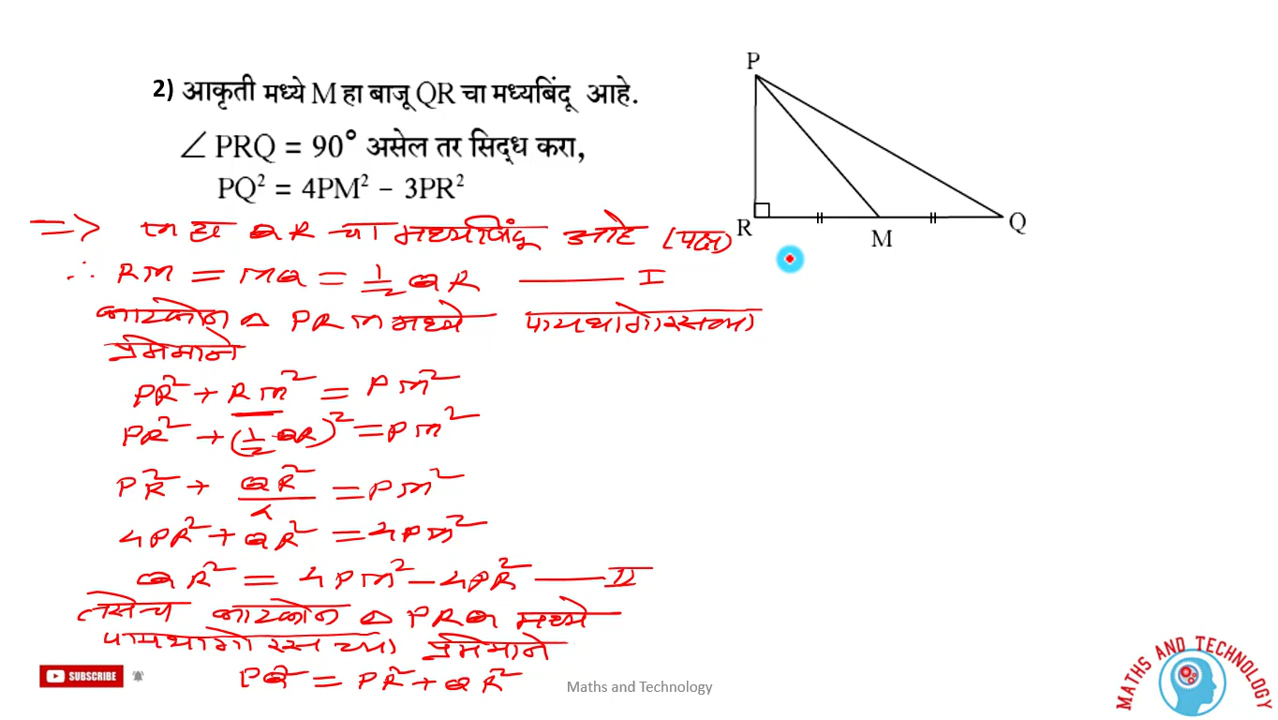 2) आकृती मध्ये M हा बाजू QR चा मध्यबिंदू आहे.
∠ PRQ = 90° असेल तर सिद्ध करा,
PQ² = 4PM² − 3PR²
P
R
M
Q
=> M हा QR चा मध्यबिंदू आहे (पक्ष)
∴ RM = MQ = 1/2 QR —— I
काटकोन △ PRM मध्ये पायथागोरसच्या
प्रमेयाने
PR² + RM² = PM²
PR² + (1/2 QR)² = PM²
PR² + QR²/4 = PM²
4PR² + QR² = 4PM²
QR² = 4PM² − 4PR² —— II
तसेच काटकोन △ PRQ मध्ये
पायथागोरसच्या प्रमेयाने
PQ² = PR² + QR²
SUBSCRIBE
Maths and Technology
MATHS AND TECHNOLOGY